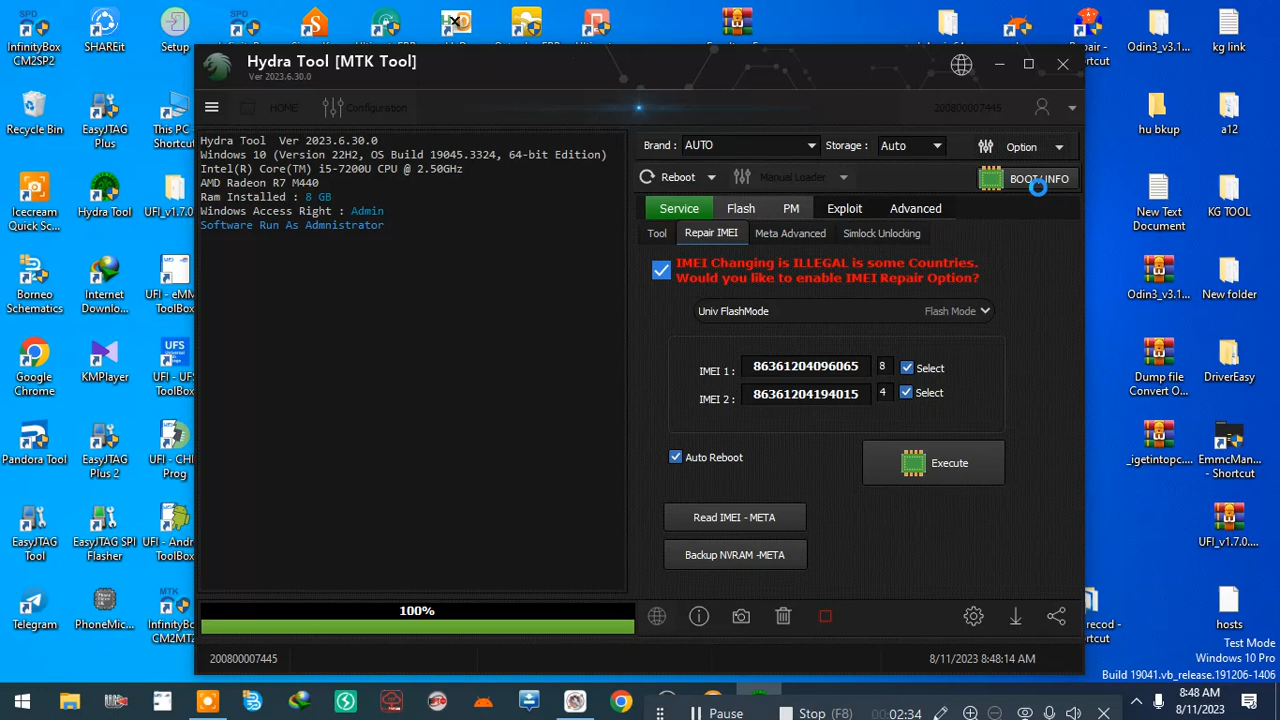 InfinityBox CM2SP2
SHAREit
Setup
Odin3_v3.1...
kg link
Hydra Tool [MTK Tool]
Ver 2023.6.30.0
HOME
Configuration
200800007445
Recycle Bin
EasyJTAG Plus
This PC - Shortcut
Hydra Tool Ver 2023.6.30.0
Windows 10 (Version 22H2, OS Build 19045.3324, 64-bit Edition)
Intel(R) Core(TM) i5-7200U CPU @ 2.50GHz
AMD Radeon R7 M440
Ram Installed : 8 GB
Windows Access Right : Admin
Software Run As Admnistrator
Brand : AUTO
Storage : Auto
Option
Reboot
Manual Loader
Service
Flash
PM
Exploit
Advanced
Tool
Repair IMEI
Meta Advanced
Simlock Unlocking
IMEI Changing is ILLEGAL is some Countries.
Would you like to enable IMEI Repair Option?
Univ FlashMode
Flash Mode
IMEI 1 : 86361204096065 8 Select
IMEI 2 : 86361204194015 4 Select
Auto Reboot
Execute
Read IMEI - META
Backup NVRAM -META
100%
200800007445
8/11/2023 8:48:14 AM
Icecream Quick Sc...
Hydra Tool
UFI_v1.7.0...
Borneo Schematics
Internet Downlo...
UFI - eMM ToolBox
Google Chrome
KMPlayer
UFS
UFI - UFS ToolBox
Pandora Tool
EasyJTAG Plus 2
UFI - CHI Prog
EasyJTAG Tool
EasyJTAG SPI Flasher
UFI - Andr ToolBox
Telegram
PhoneMic...
InfinityBox CM2MT2
hu bkup
a12
New Text Document
KG TOOL
Odin3_v3.1...
New folder
Dump file Convert O...
DriverEasy
_igetintopc....
EmmcMan... - Shortcut
UFI_v1.7.0....
hosts
Test Mode
Windows 10 Pro
Build 19041.vb_release.191206-1406
Pause
Stop (F8)
00:02:34
8:48 AM
8/11/2023